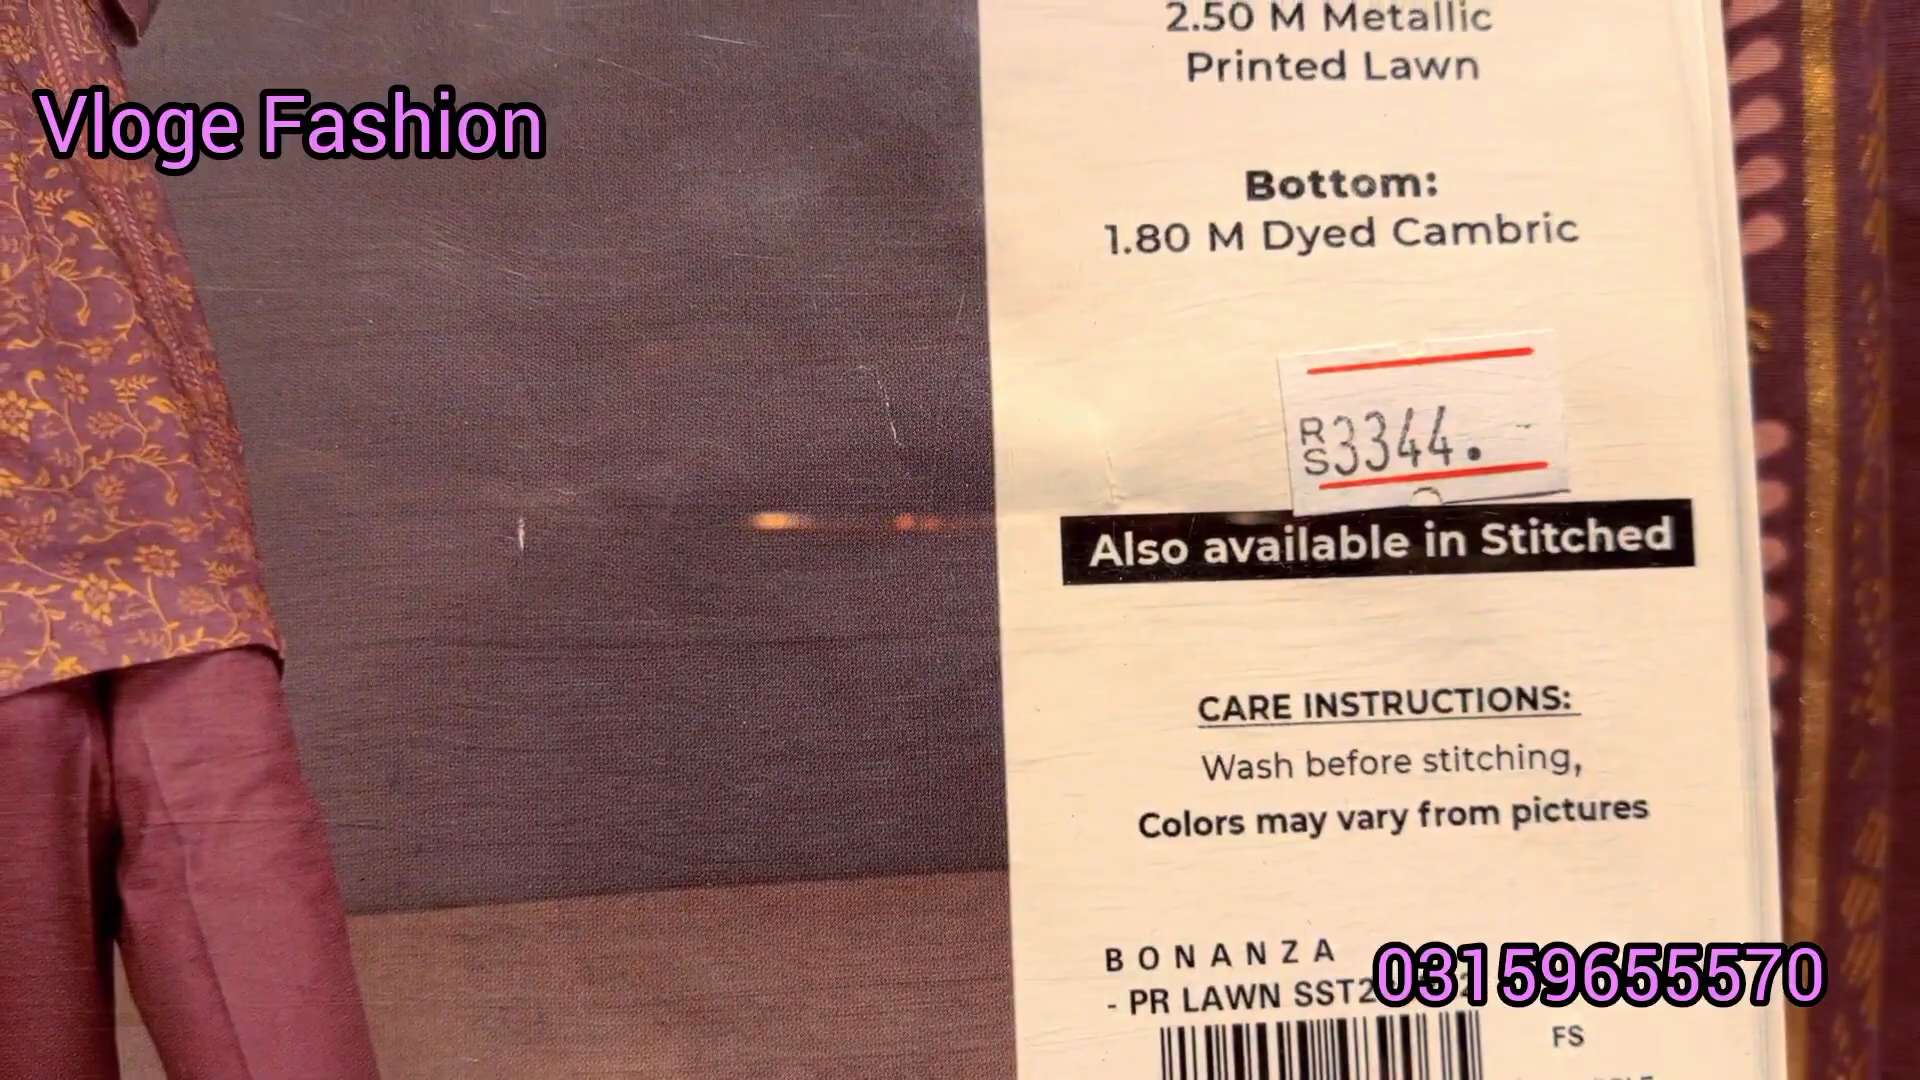 Vloge Fashion
2.50 M Metallic
Printed Lawn
Bottom:
1.80 M Dyed Cambric
RS3344.
Also available in Stitched
CARE INSTRUCTIONS:
Wash before stitching,
Colors may vary from pictures
BONANZA
- PR LAWN
03159655570
FS